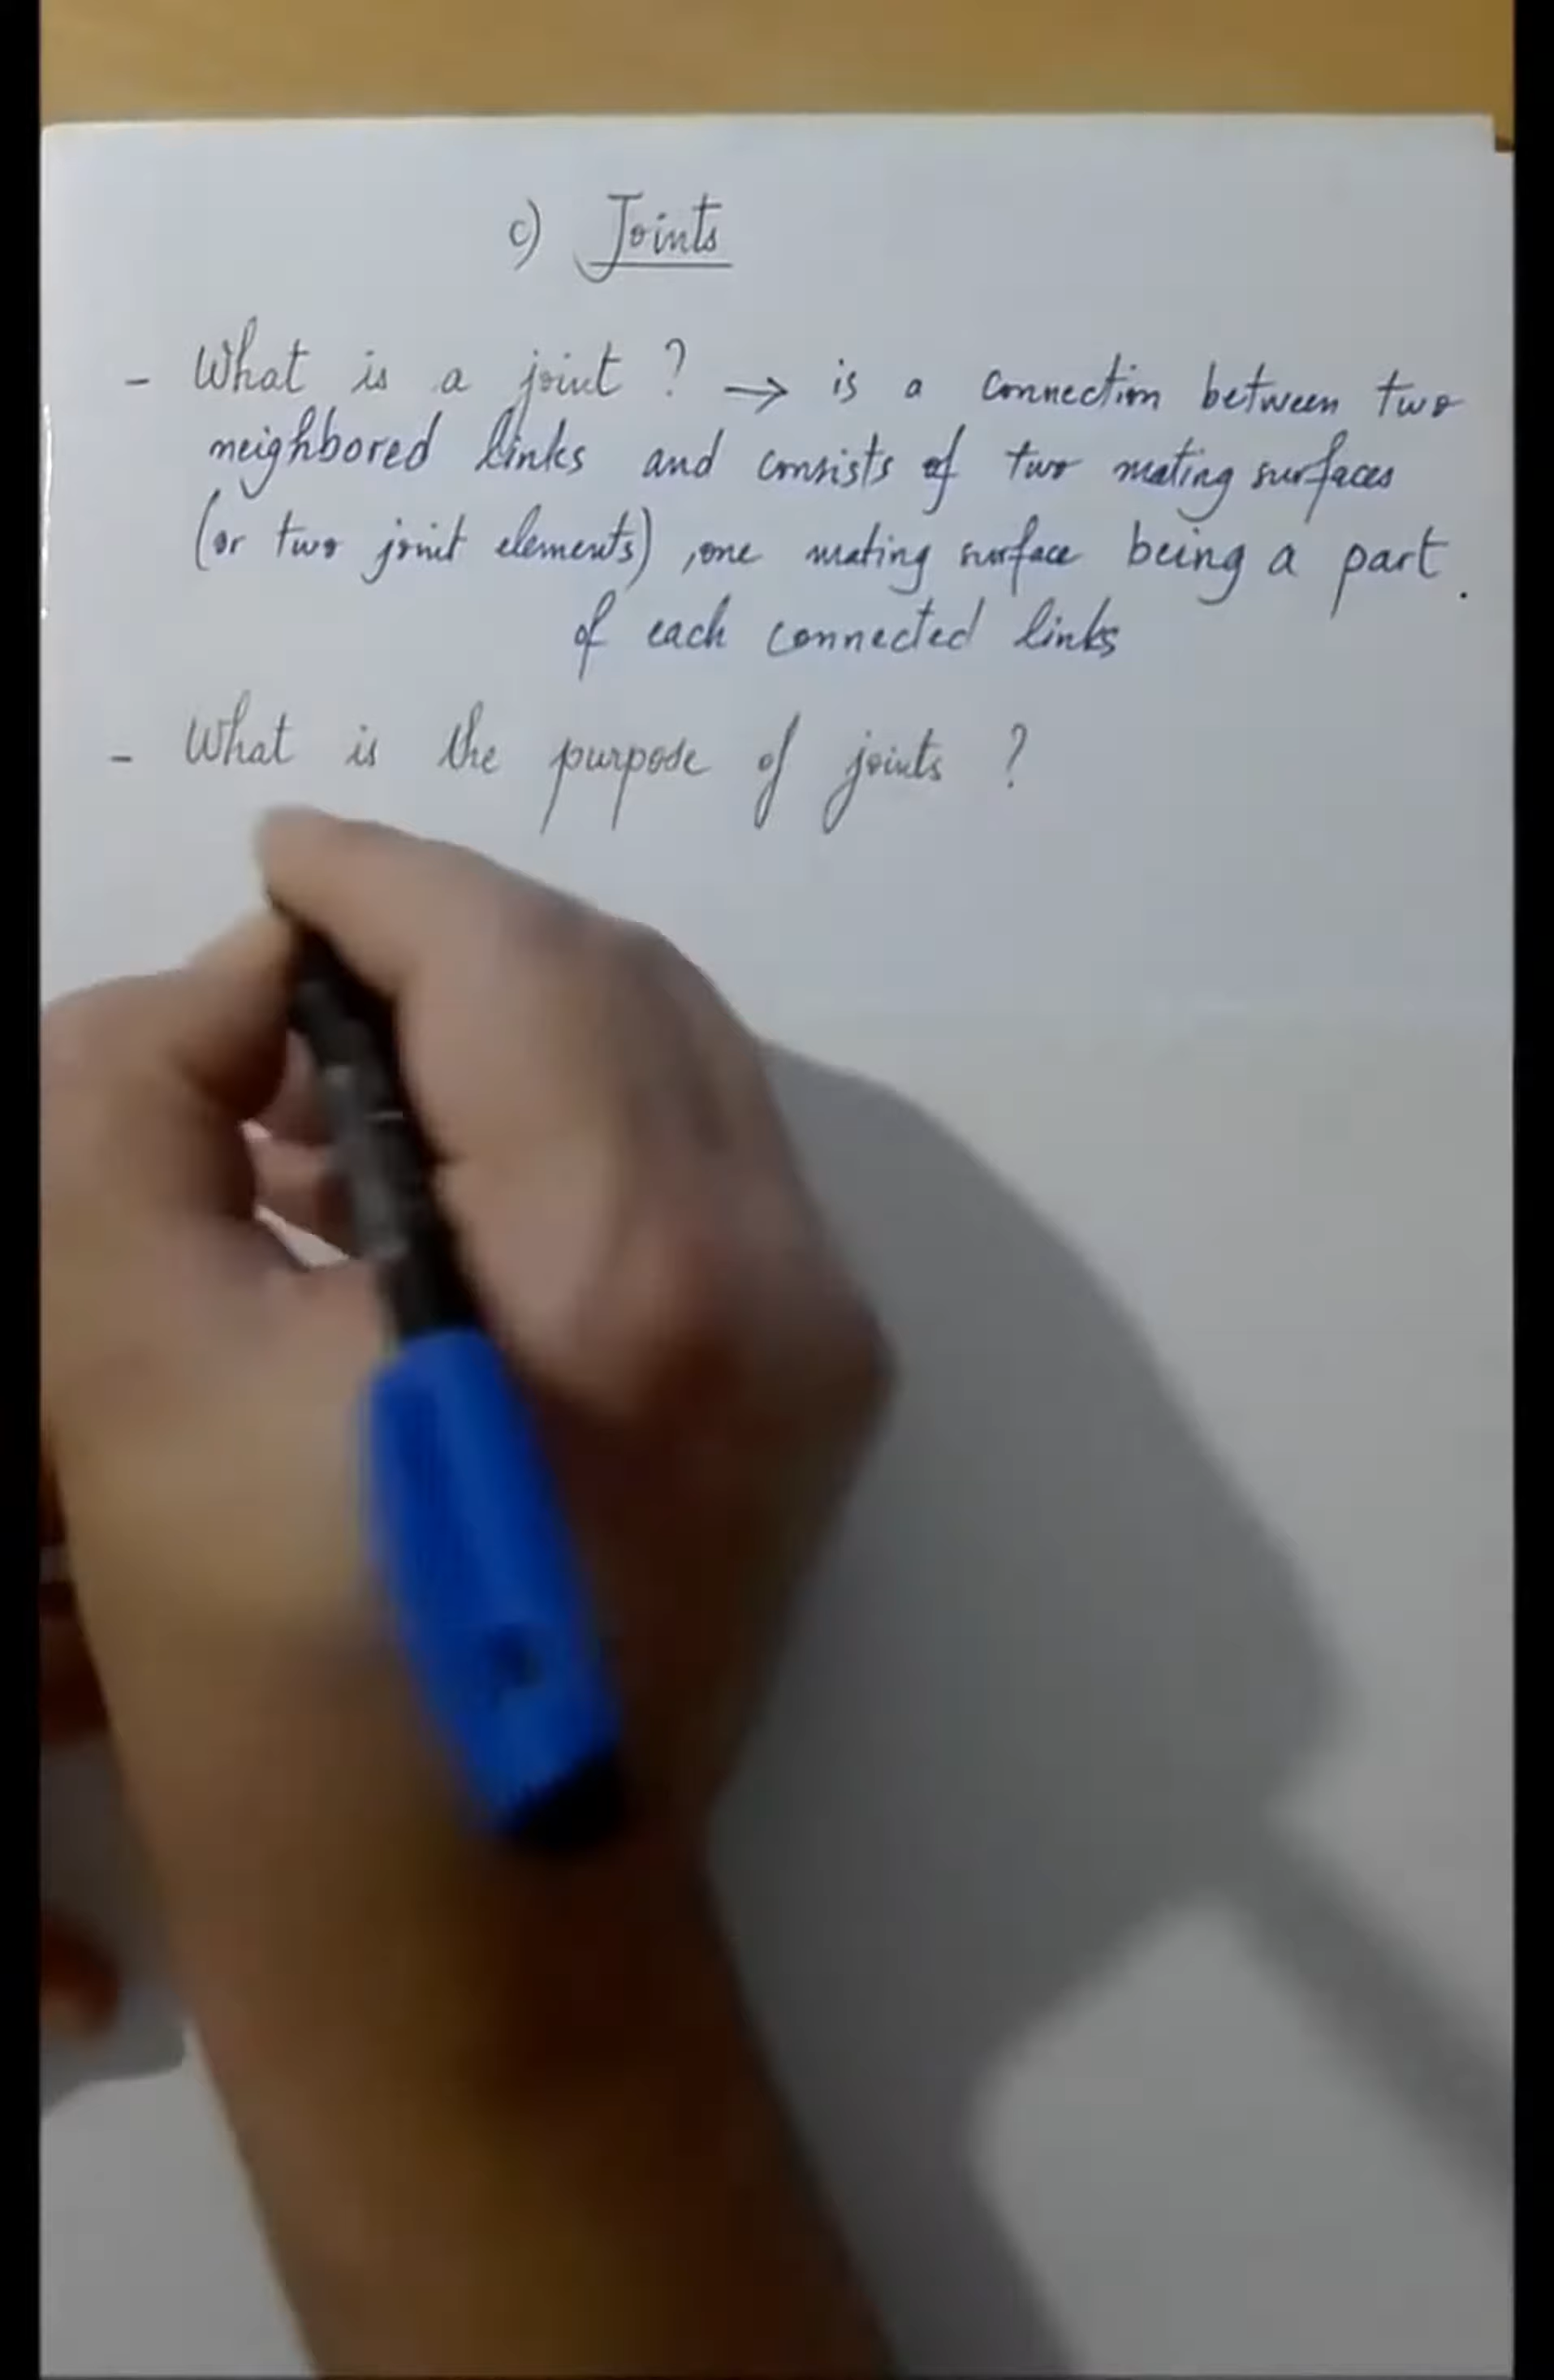 c) Joints
- What is a joint ? → is a connection between two
neighbored links and consists of two mating surfaces
(or two joint elements) , one mating surface being a part .
of each connected links
- What is the purpose of joints ?